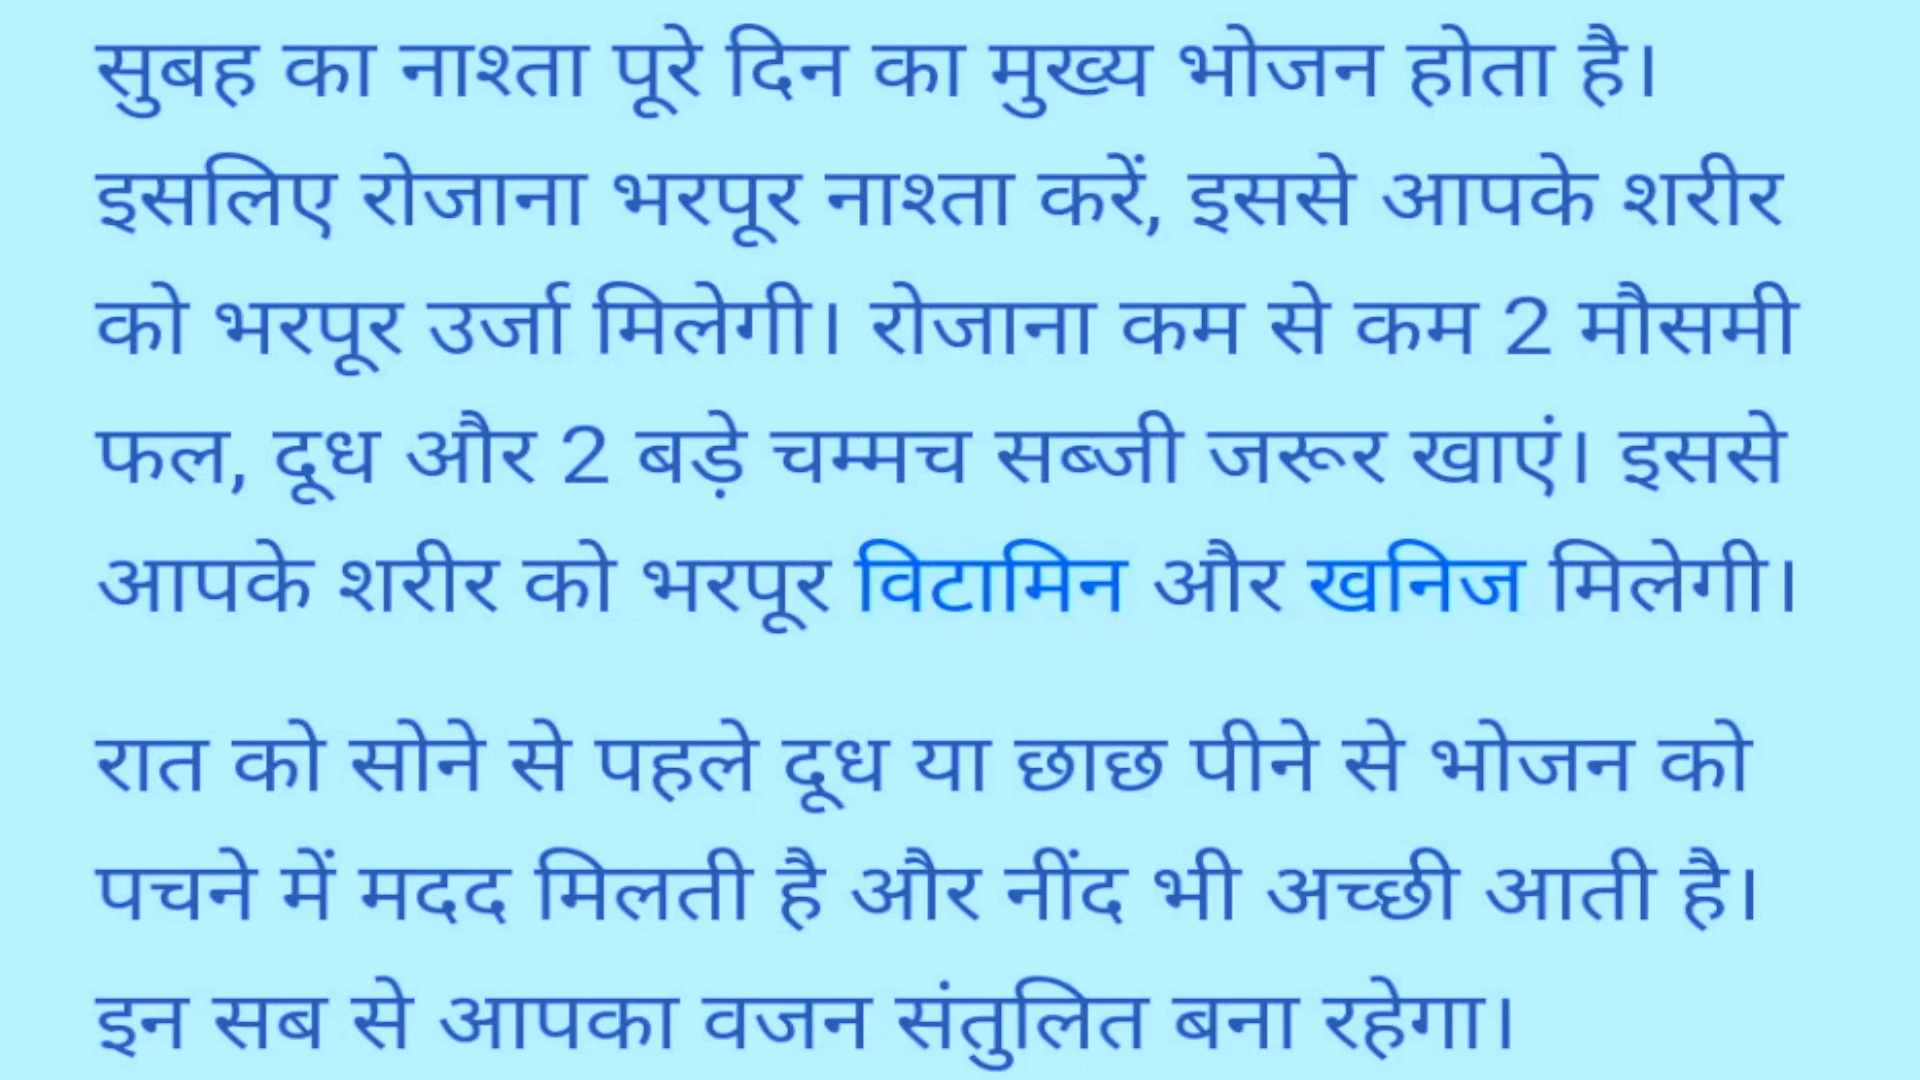 सुबह का नाश्ता पूरे दिन का मुख्य भोजन होता है।
इसलिए रोजाना भरपूर नाश्ता करें, इससे आपके शरीर
को भरपूर उर्जा मिलेगी। रोजाना कम से कम 2 मौसमी
फल, दूध और 2 बड़े चम्मच सब्जी जरूर खाएं। इससे
आपके शरीर को भरपूर विटामिन और खनिज मिलेगी।
रात को सोने से पहले दूध या छाछ पीने से भोजन को
पचने में मदद मिलती है और नींद भी अच्छी आती है।
इन सब से आपका वजन संतुलित बना रहेगा।